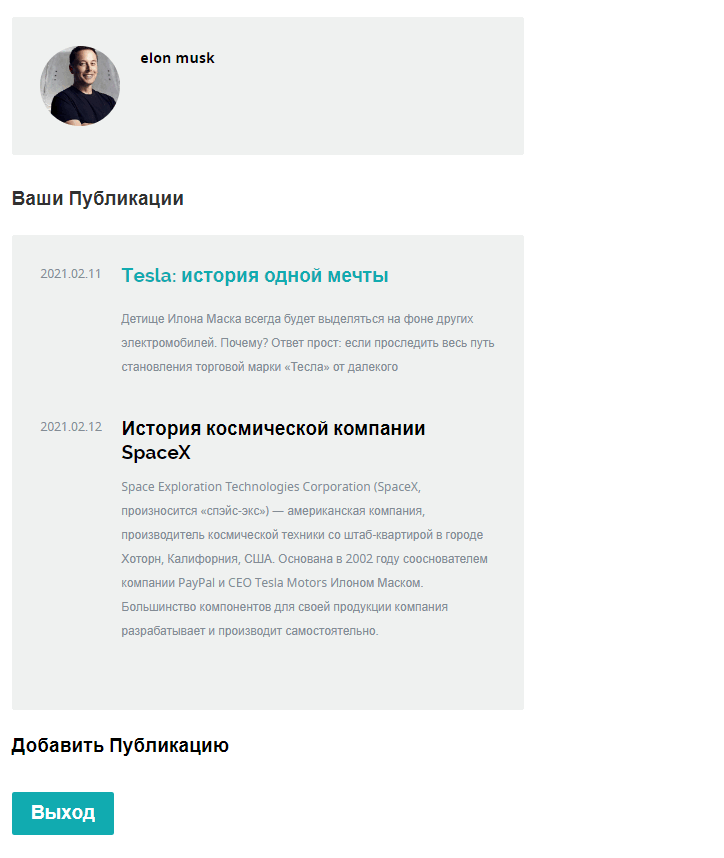 elon musk
Ваши Публикации
2021.02.11
Tesla: история одной мечты
Детище Илона Маска всегда будет выделяться на фоне других
электромобилей. Почему? Ответ прост: если проследить весь путь
становления торговой марки «Тесла» от далекого
2021.02.12
История космической компании
SpaceX
Space Exploration Technologies Corporation (SpaceX,
произносится «спэйс-экс») — американская компания,
производитель космической техники со штаб-квартирой в городе
Хоторн, Калифорния, США. Основана в 2002 году сооснователем
компании PayPal и CEO Tesla Motors Илоном Маском.
Большинство компонентов для своей продукции компания
разрабатывает и производит самостоятельно.
Добавить Публикацию
Выход